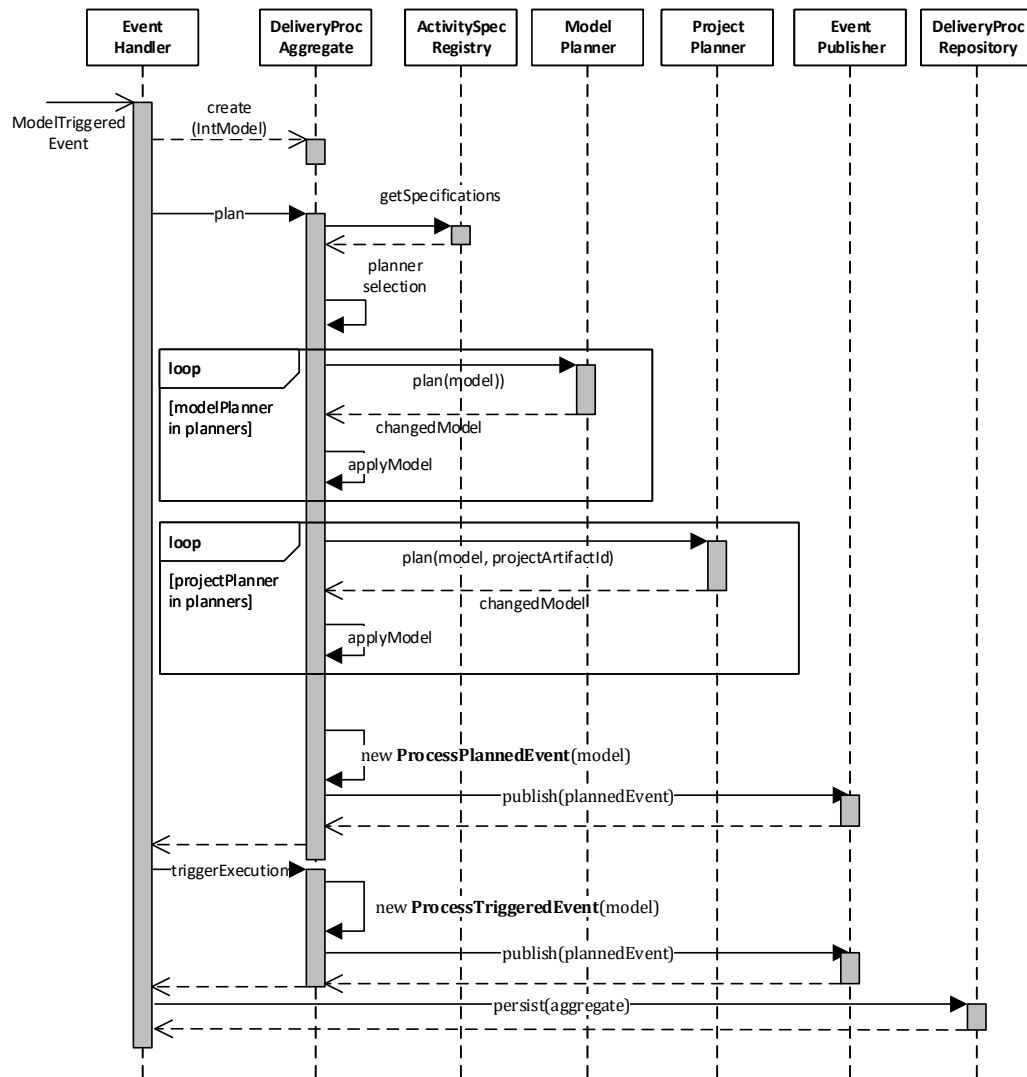 Event
Handler
DeliveryProc
Aggregate
ActivitySpec
Registry
Model
Planner
Project
Planner
Event
Publisher
DeliveryProc
Repository
ModelTriggered
Event
create
(IntModel)
plan
getSpecifications
planner
selection
loop
[modelPlanner
in planners]
plan(model))
changedModel
applyModel
loop
[projectPlanner
in planners]
plan(model, projectArtifactId)
changedModel
applyModel
new ProcessPlannedEvent(model)
publish(plannedEvent)
triggerExecution
new ProcessTriggeredEvent(model)
publish(plannedEvent)
persist(aggregate)